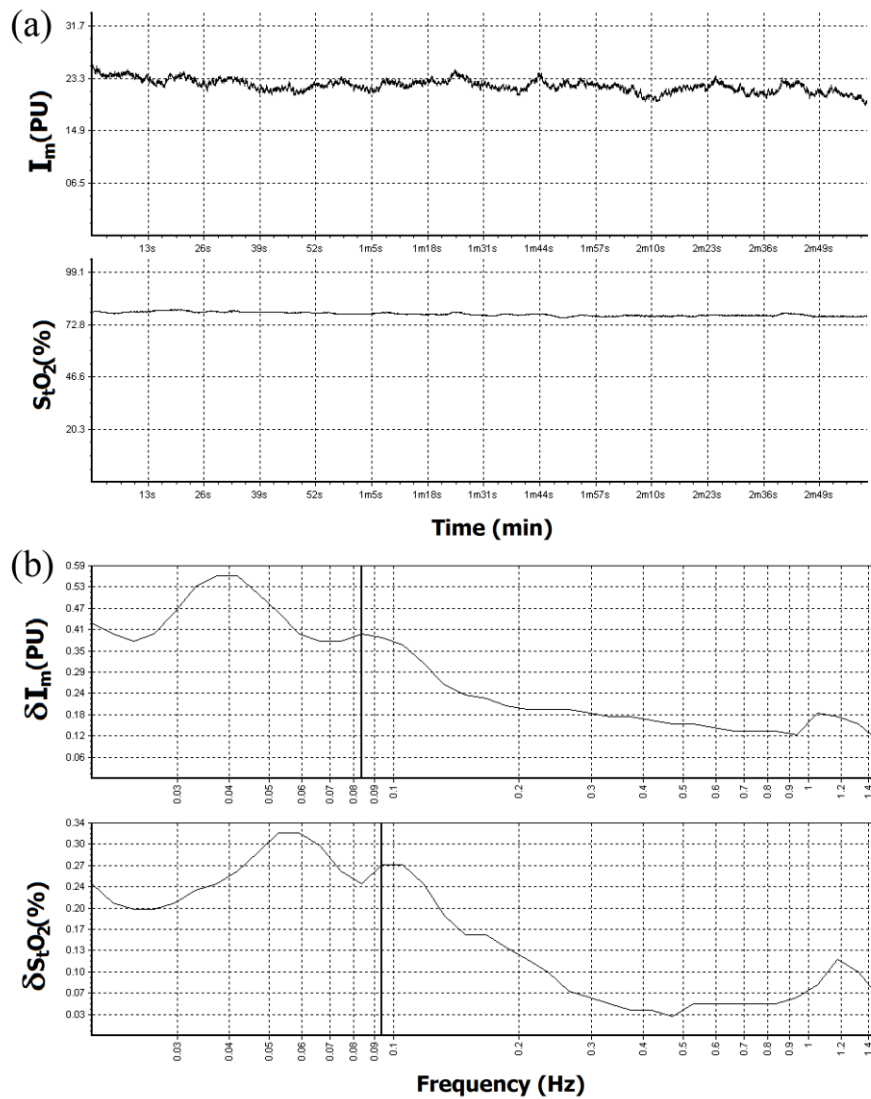 (a)
31.7
23.3
14.9
06.5
I_m(PU)
13s 26s 39s 52s 1m5s 1m18s 1m31s 1m44s 1m57s 2m10s 2m23s 2m36s 2m49s
99.1
72.8
46.6
20.3
StO2(%)
13s 26s 39s 52s 1m5s 1m18s 1m31s 1m44s 1m57s 2m10s 2m23s 2m36s 2m49s
Time (min)
(b)
0.59
0.53
0.47
0.41
0.35
0.29
0.24
0.18
0.12
0.06
δI_m(PU)
0.03 0.04 0.05 0.06 0.07 0.08 0.09 0.1 0.2 0.3 0.4 0.5 0.6 0.7 0.8 0.9 1 1.2 1.4
0.34
0.30
0.27
0.24
0.20
0.17
0.13
0.10
0.07
0.03
δStO2(%)
0.03 0.04 0.05 0.06 0.07 0.08 0.09 0.1 0.2 0.3 0.4 0.5 0.6 0.7 0.8 0.9 1 1.2 1.4
Frequency (Hz)